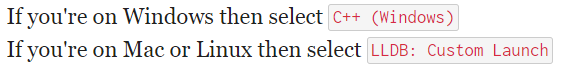 If you're on Windows then select C++ (Windows)
If you're on Mac or Linux then select LLDB: Custom Launch